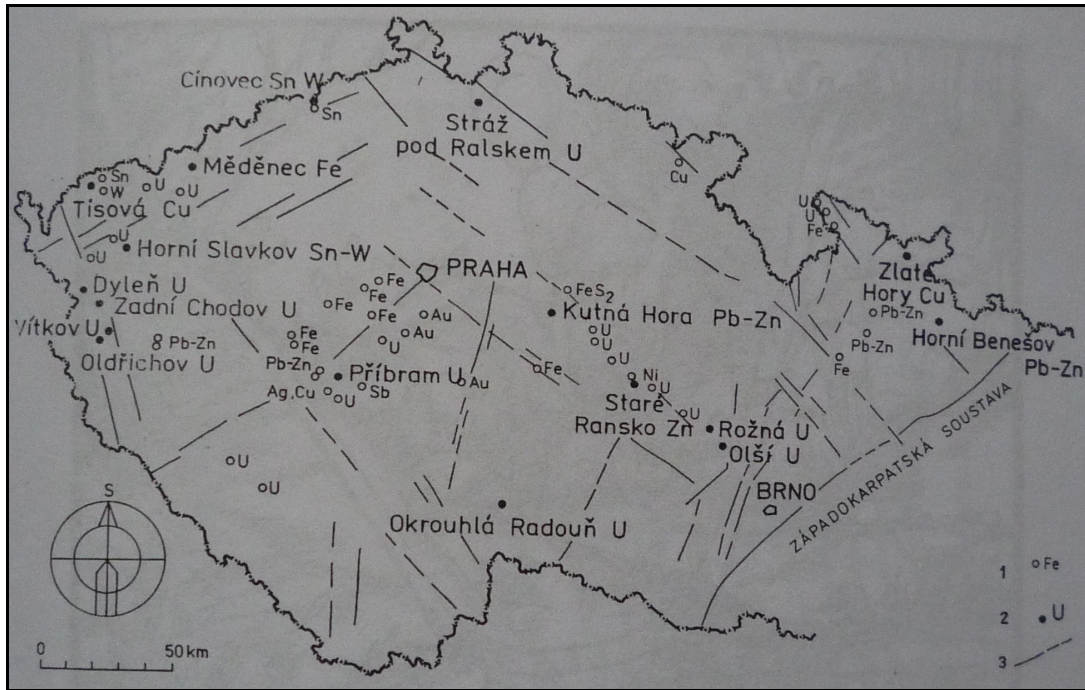 Cínovec Sn W
Sn
Stráž
pod Ralskem U
Měděnec Fe
Cu
Sn
W
U
U
Tisová Cu
U
U
Fe
U
Horní Slavkov Sn-W
U
PRAHA
Zlaté
Hory Cu
Dyleň U
Zadní Chodov U
Fe
Fe
Fe
Fe
Au
Au
U
FeS2
Kutná Hora Pb-Zn
Pb-Zn
Horní Benešov
Pb-Zn
Vítkov U
Oldřichov U
Pb-Zn
Fe
Fe
Pb-Zn
Příbram U
Ag,Cu
U
Sb
Au
U
U
Fe
Ni
U
U
Staré
Ransko Zn
Pb-Zn
Fe
Rožná U
Olší U
BRNO
ZÁPADOKARPATSKÁ SOUSTAVA
U
U
Okrouhlá Radouň U
S
0 50 km
1 Fe
2 U
3